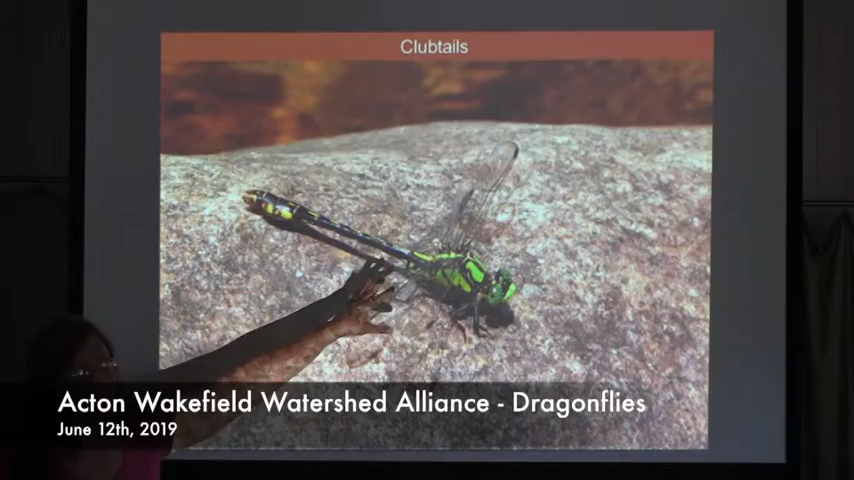 Clubtails
Acton Wakefield Watershed Alliance - Dragonflies
June 12th, 2019